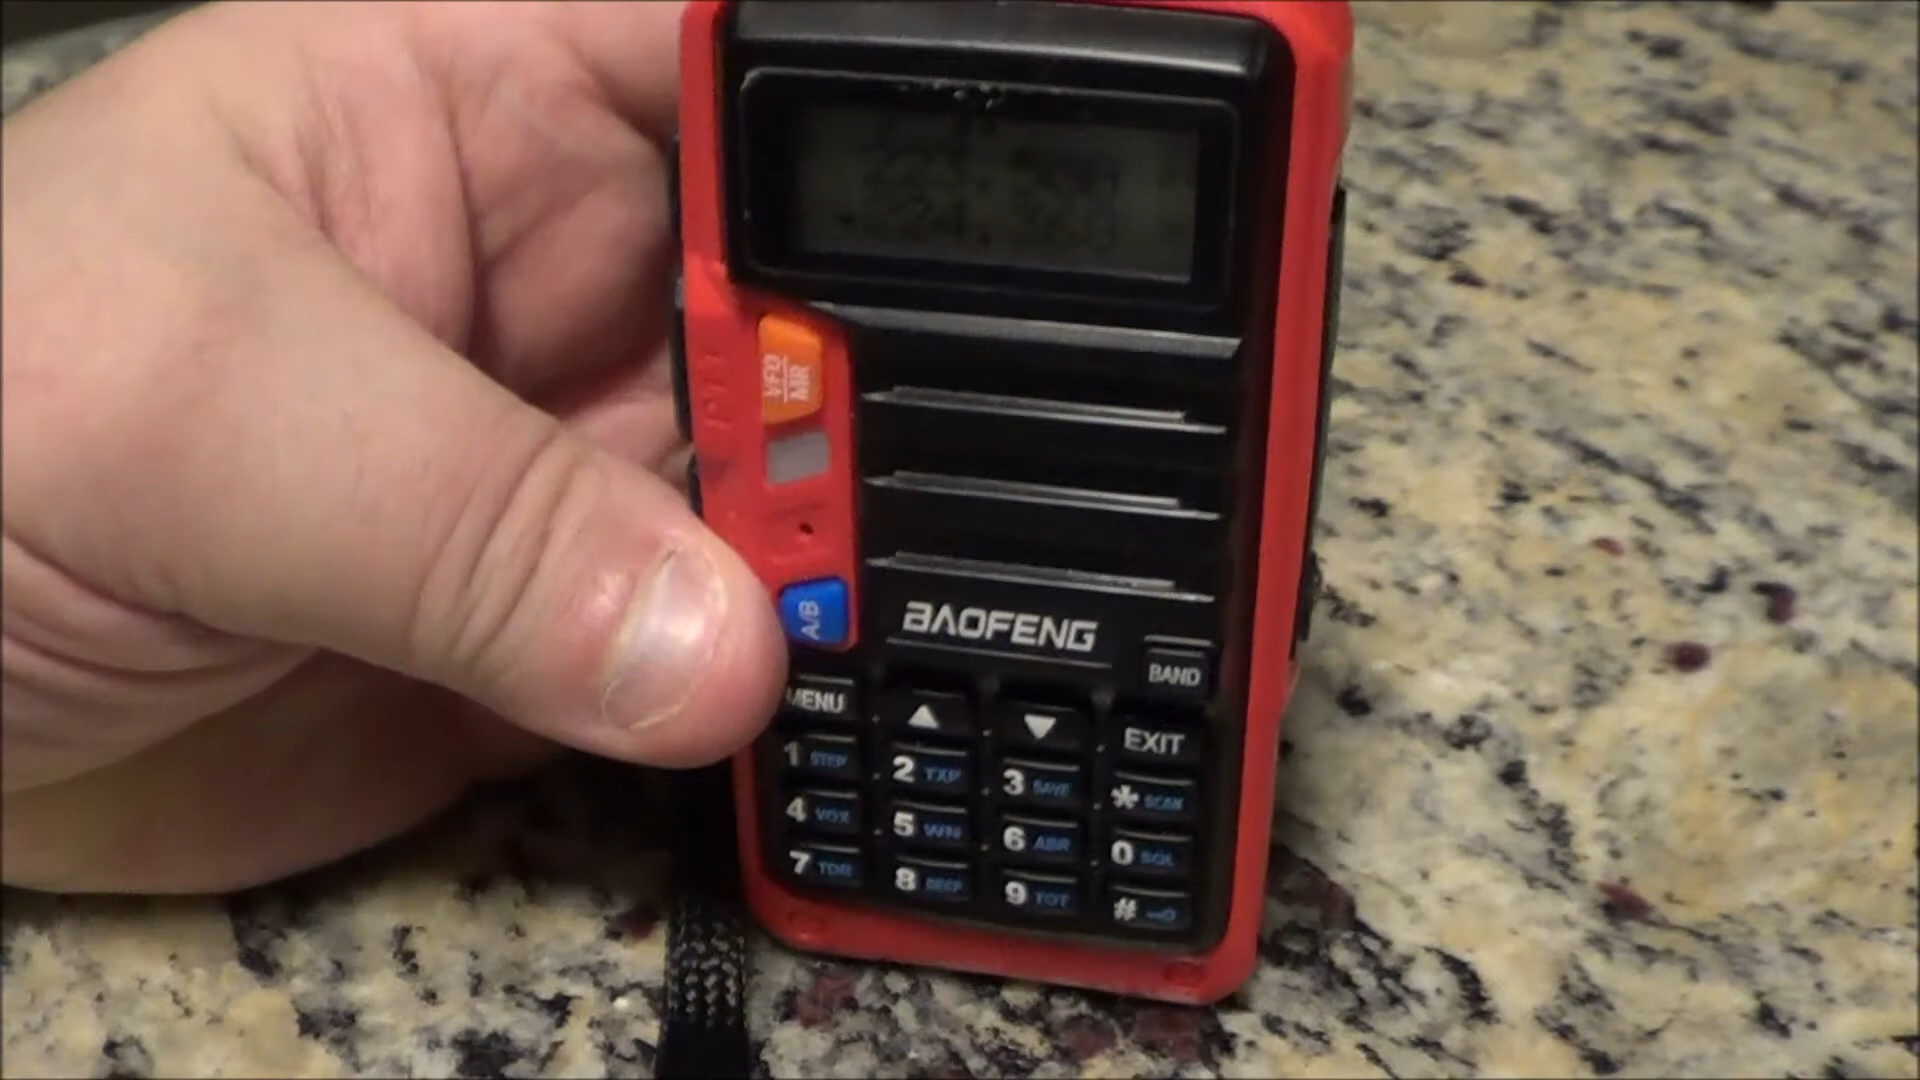 VFO
MR
A/B
BAOFENG
BAND
MENU ▲ ▼ EXIT
1 STEP 2 TXP 3 SAVE * SCAN
4 VOX 5 WN 6 ABR 0 SQL
7 TDR 8 BEEP 9 TOT #